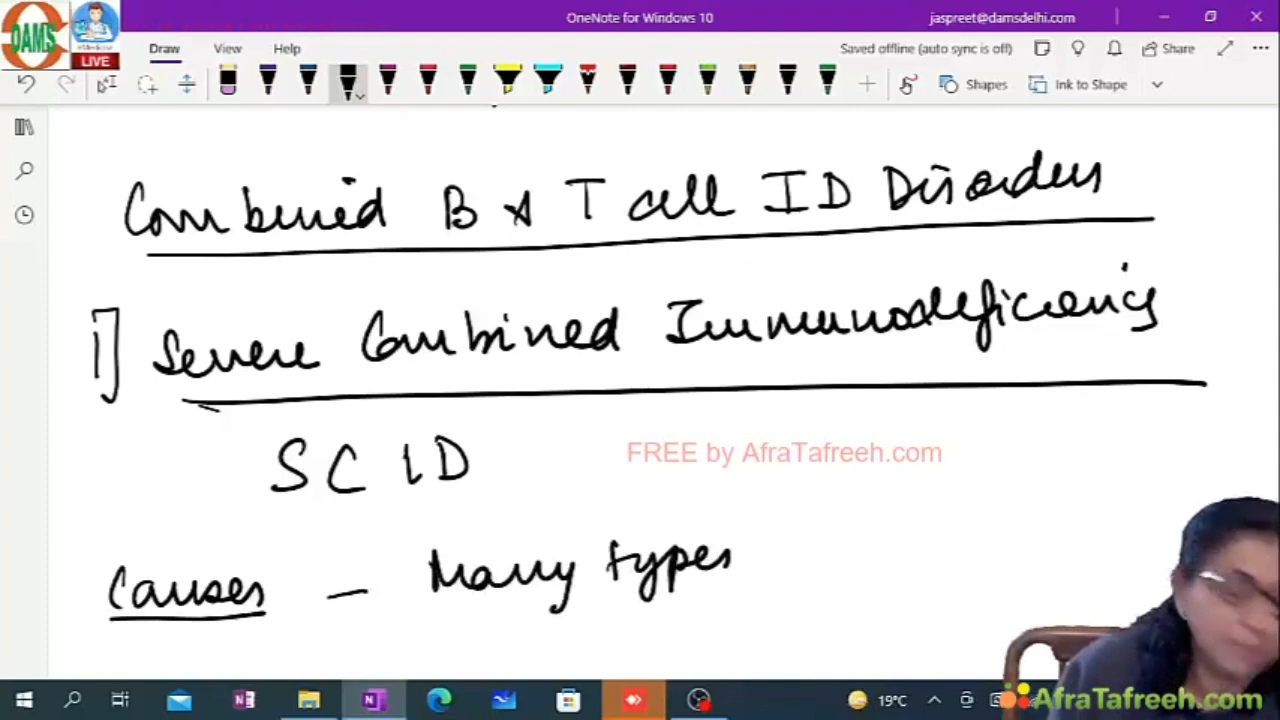 OneNote for Windows 10
jaspreet@damsdelhi.com
DAMS
eMedicoz
LIVE
Draw View Help
Saved offline (auto sync is off)
Share
Shapes
Ink to Shape
Combined B & T cell ID Disorders
1] Severe Combined Immunodeficiency
SCID
FREE by AfraTafreeh.com
Causes – Many types
19°C
AfraTafreeh.com